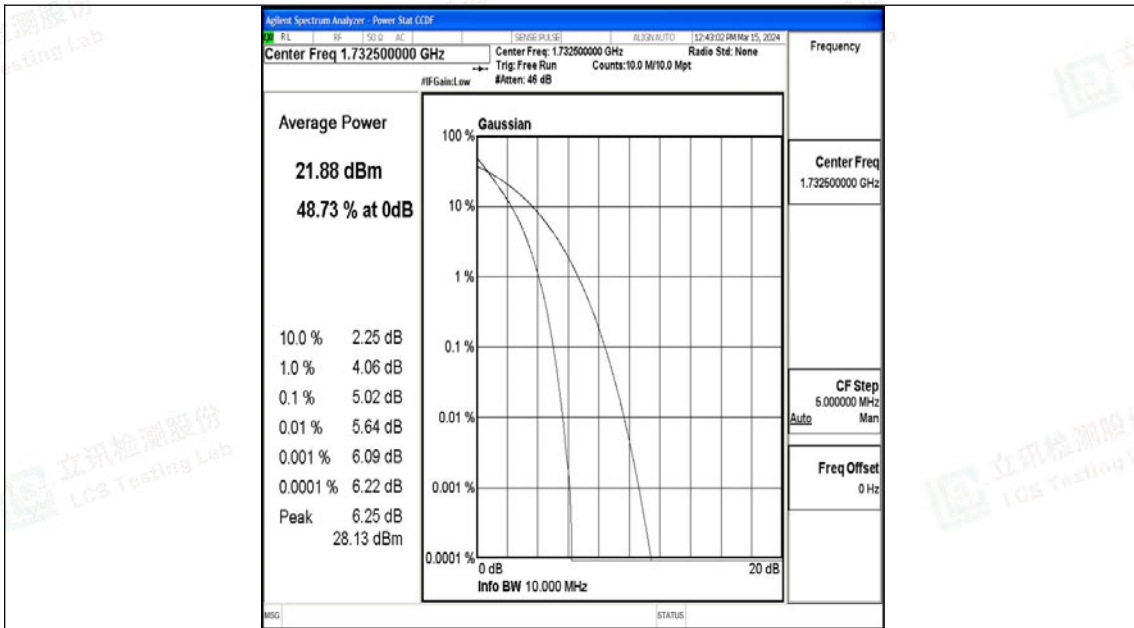 Agilent Spectrum Analyzer - Power Stat CCDF
RL RF 50 Ω AC SENSE:PULSE ALIGNAUTO 12:43:02 PM Mar 15, 2024
Center Freq 1.732500000 GHz
Center Freq: 1.732500000 GHz Radio Std: None
Trig: Free Run Counts:10.0 M/10.0 Mpt
#IFGain:Low #Atten: 46 dB
Average Power
21.88 dBm
48.73 % at 0dB
10.0 % 2.25 dB
1.0 % 4.06 dB
0.1 % 5.02 dB
0.01 % 5.64 dB
0.001 % 6.09 dB
0.0001 % 6.22 dB
Peak 6.25 dB
28.13 dBm
Gaussian
100 %
10 %
1 %
0.1 %
0.01 %
0.001 %
0.0001 %
0 dB 20 dB
Info BW 10.000 MHz
Frequency
Center Freq
1.732500000 GHz
CF Step
5.000000 MHz
Auto Man
Freq Offset
0 Hz
MSG STATUS
立讯检测股份
LCS Testing Lab
立讯检测股份
LCS Testing